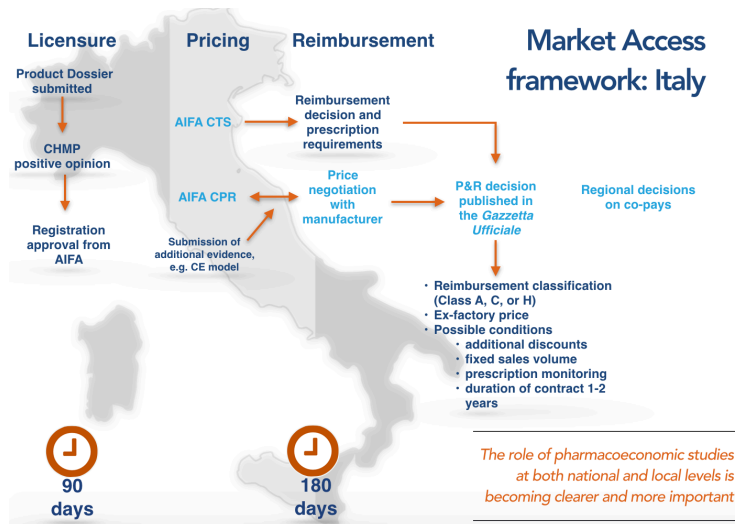 Market Access
framework: Italy
Licensure
Pricing
Reimbursement
Product Dossier
submitted
CHMP
positive opinion
Registration
approval from
AIFA
AIFA CTS
Reimbursement
decision and
prescription
requirements
AIFA CPR
Price
negotiation
with
manufacturer
Submission of
additional evidence,
e.g. CE model
P&R decision
published in
the Gazzetta
Ufficiale
Regional decisions
on co-pays
• Reimbursement classification
(Class A, C, or H)
• Ex-factory price
• Possible conditions
• additional discounts
• fixed sales volume
• prescription monitoring
• duration of contract 1-2
years
90
days
180
days
The role of pharmacoeconomic studies
at both national and local levels is
becoming clearer and more important